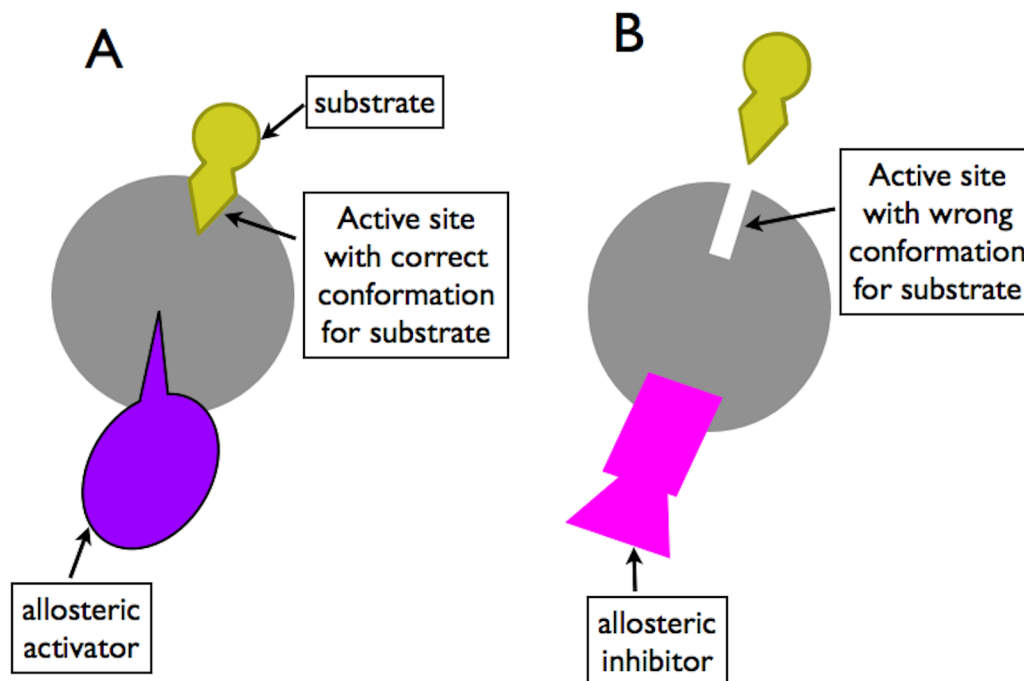 A
substrate
Active site
with correct
conformation
for substrate
allosteric
activator
B
Active site
with wrong
conformation
for substrate
allosteric
inhibitor